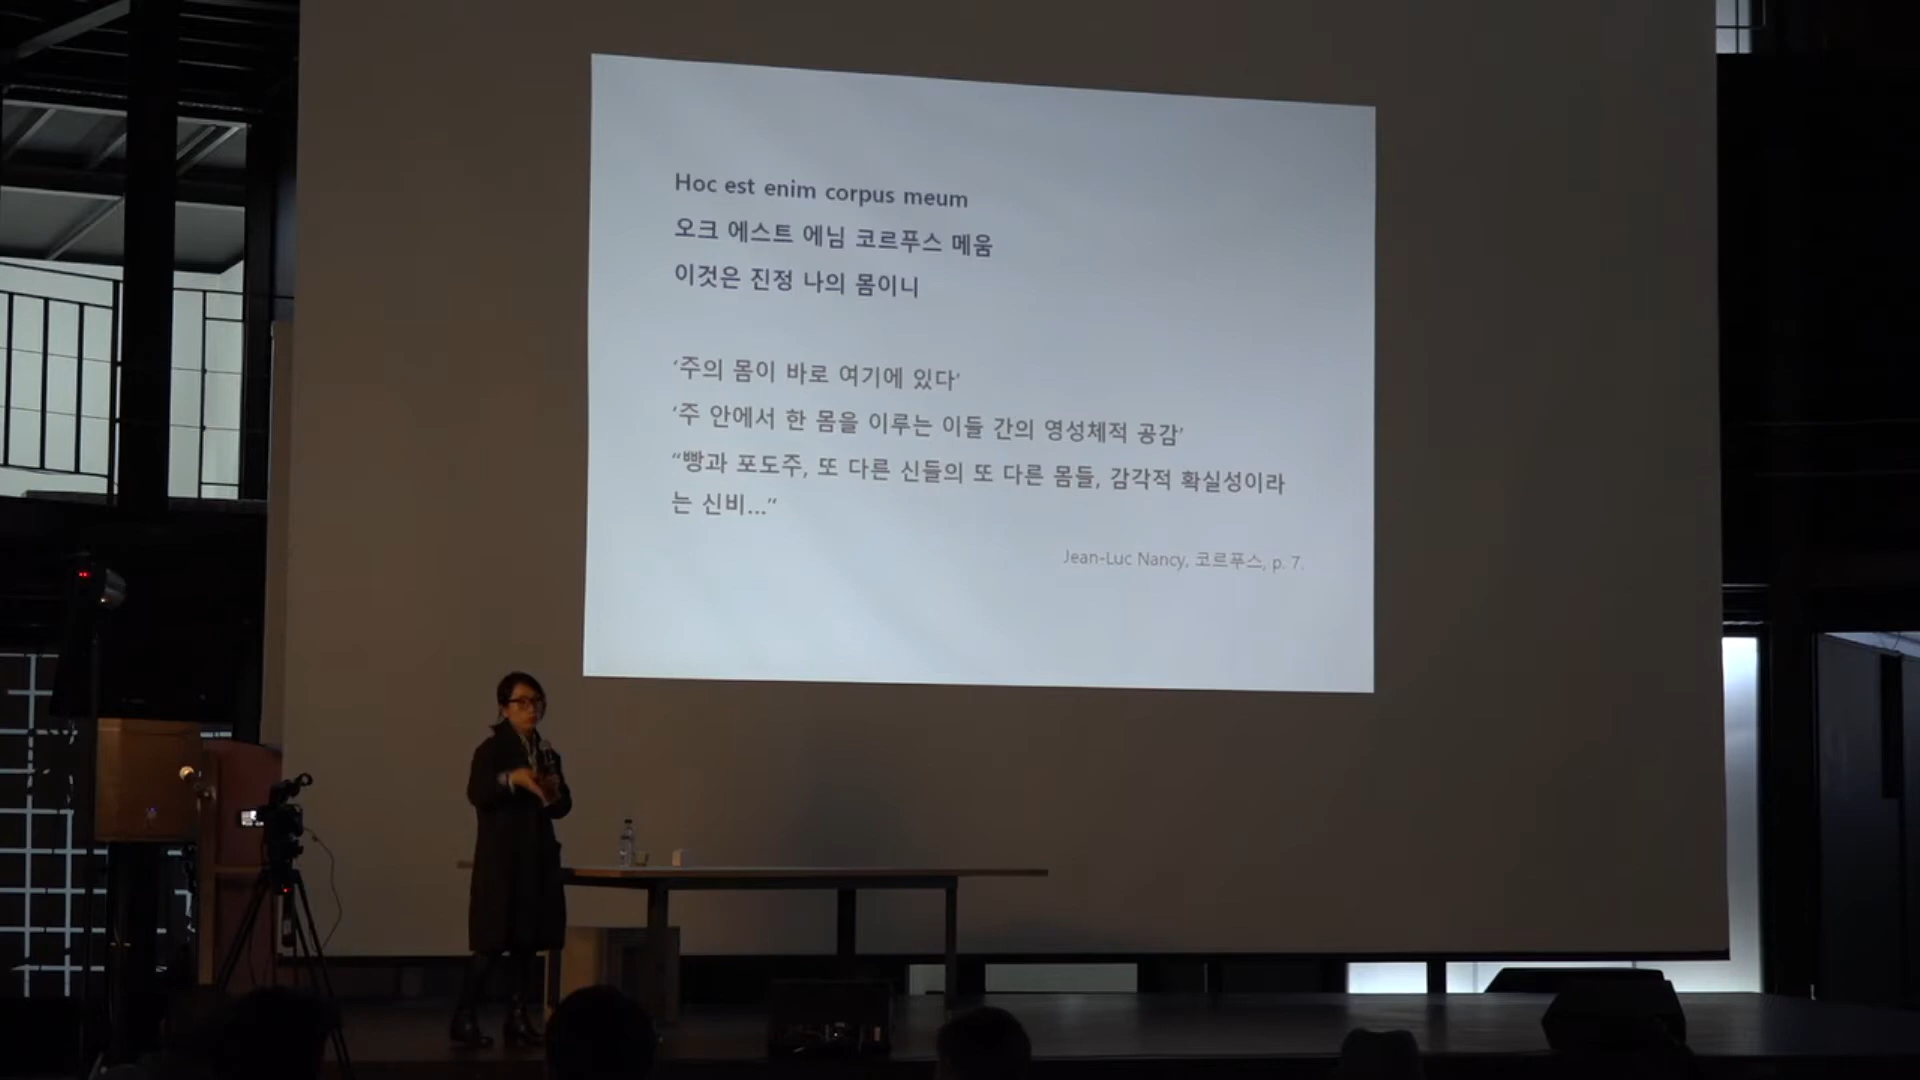 Hoc est enim corpus meum
오크 에스트 에님 코르푸스 메움
이것은 진정 나의 몸이니
‘주의 몸이 바로 여기에 있다’
‘주 안에서 한 몸을 이루는 이들 간의 영성체적 공감’
“빵과 포도주, 또 다른 신들의 또 다른 몸들, 감각적 확실성이라
는 신비...”
Jean-Luc Nancy, 코르푸스, p. 7.